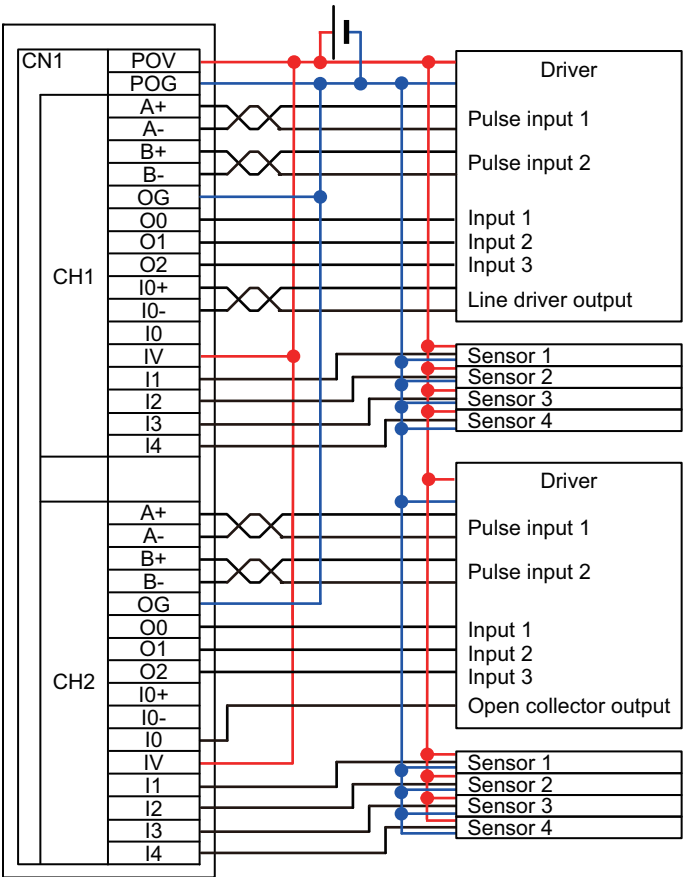 CN1
POV
POG
CH1
A+
A-
B+
B-
OG
O0
O1
O2
I0+
I0-
I0
IV
I1
I2
I3
I4
CH2
A+
A-
B+
B-
OG
O0
O1
O2
I0+
I0-
I0
IV
I1
I2
I3
I4
Driver
Pulse input 1
Pulse input 2
Input 1
Input 2
Input 3
Line driver output
Sensor 1
Sensor 2
Sensor 3
Sensor 4
Driver
Pulse input 1
Pulse input 2
Input 1
Input 2
Input 3
Open collector output
Sensor 1
Sensor 2
Sensor 3
Sensor 4